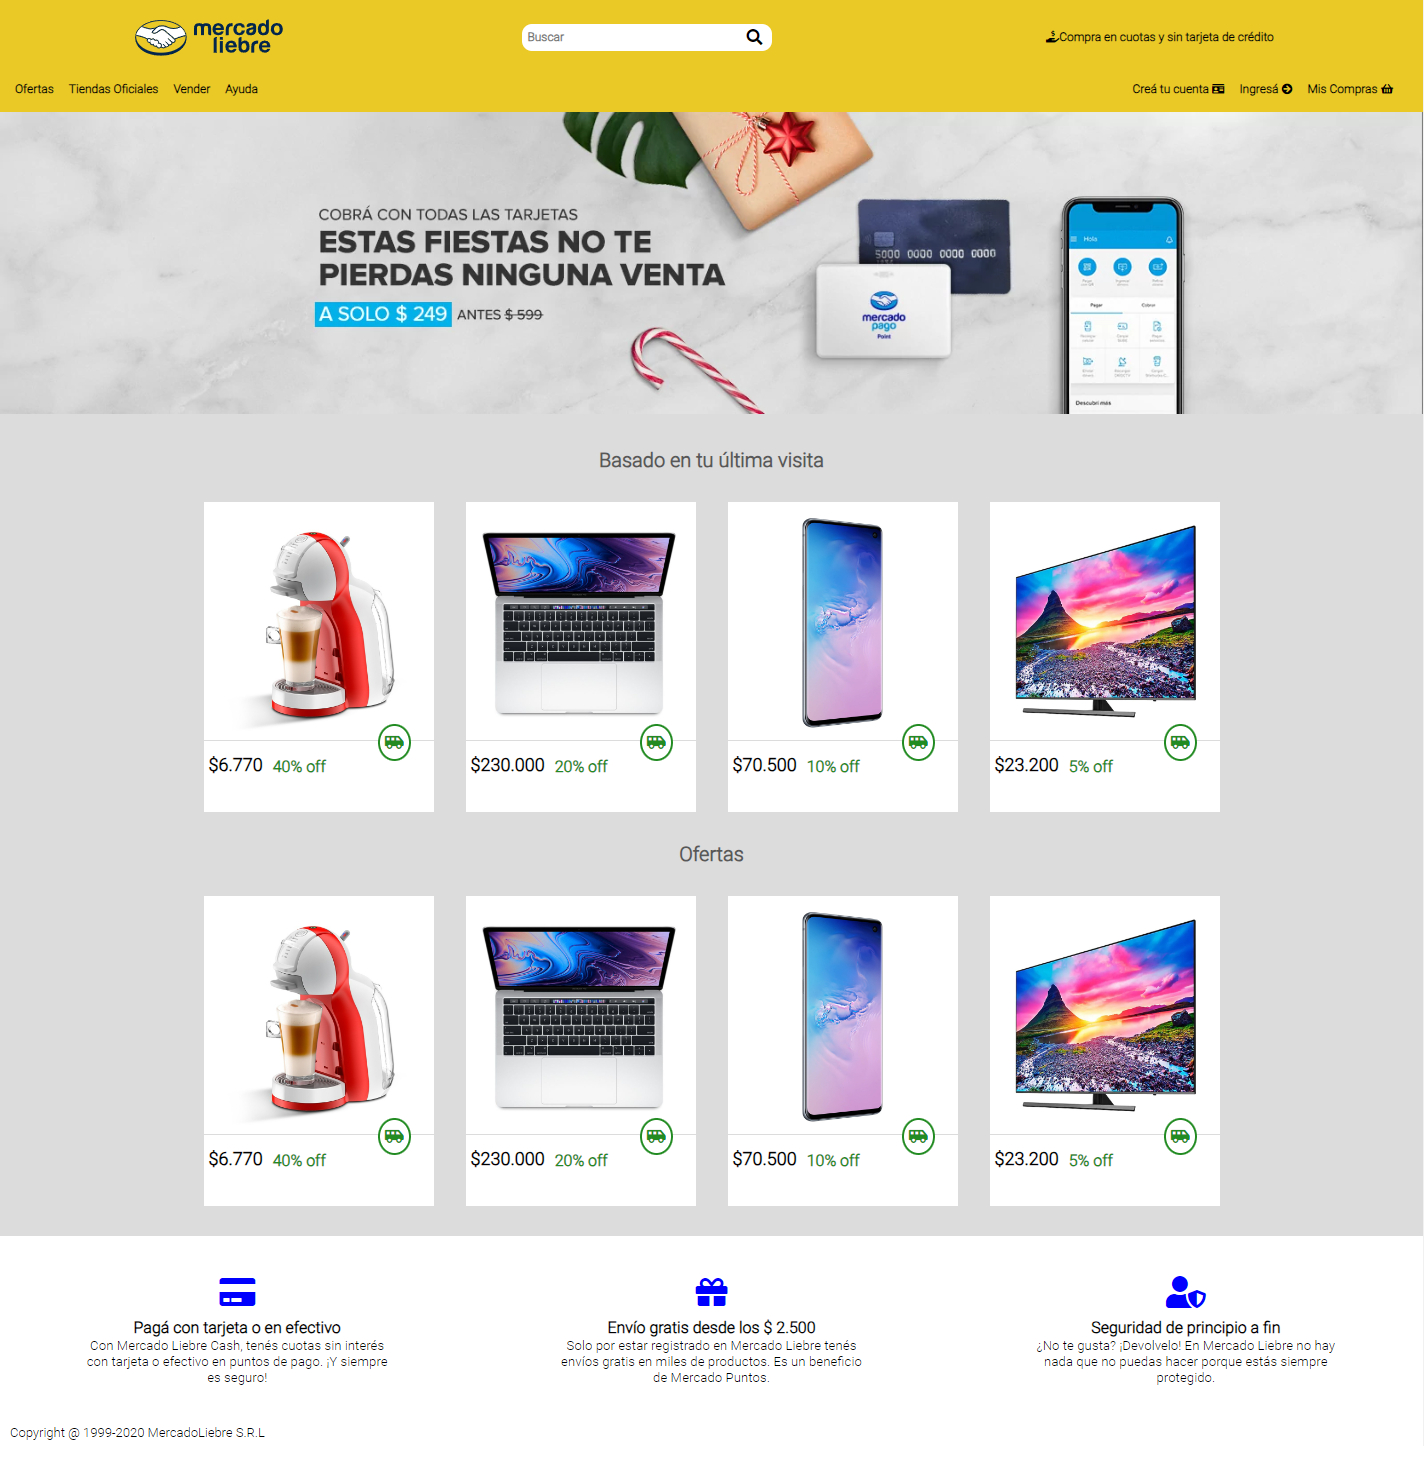 mercado
liebre
Buscar
Compra en cuotas y sin tarjeta de crédito
Ofertas Tiendas Oficiales Vender Ayuda
Creá tu cuenta Ingresá Mis Compras
COBRÁ CON TODAS LAS TARJETAS
ESTAS FIESTAS NO TE
PIERDAS NINGUNA VENTA
A SOLO $ 249 ANTES $ 599
5000 0000 0000 0000
mercado
pago
Point
Hola
Pagar Cobrar
Descubrí más
Basado en tu última visita
$6.770 40% off
$230.000 20% off
$70.500 10% off
$23.200 5% off
Ofertas
$6.770 40% off
$230.000 20% off
$70.500 10% off
$23.200 5% off
Pagá con tarjeta o en efectivo
Con Mercado Liebre Cash, tenés cuotas sin interés
con tarjeta o efectivo en puntos de pago. ¡Y siempre
es seguro!
Envío gratis desde los $ 2.500
Solo por estar registrado en Mercado Liebre tenés
envíos gratis en miles de productos. Es un beneficio
de Mercado Puntos.
Seguridad de principio a fin
¿No te gusta? ¡Devolvelo! En Mercado Liebre no hay
nada que no puedas hacer porque estás siempre
protegido.
Copyright @ 1999-2020 MercadoLiebre S.R.L